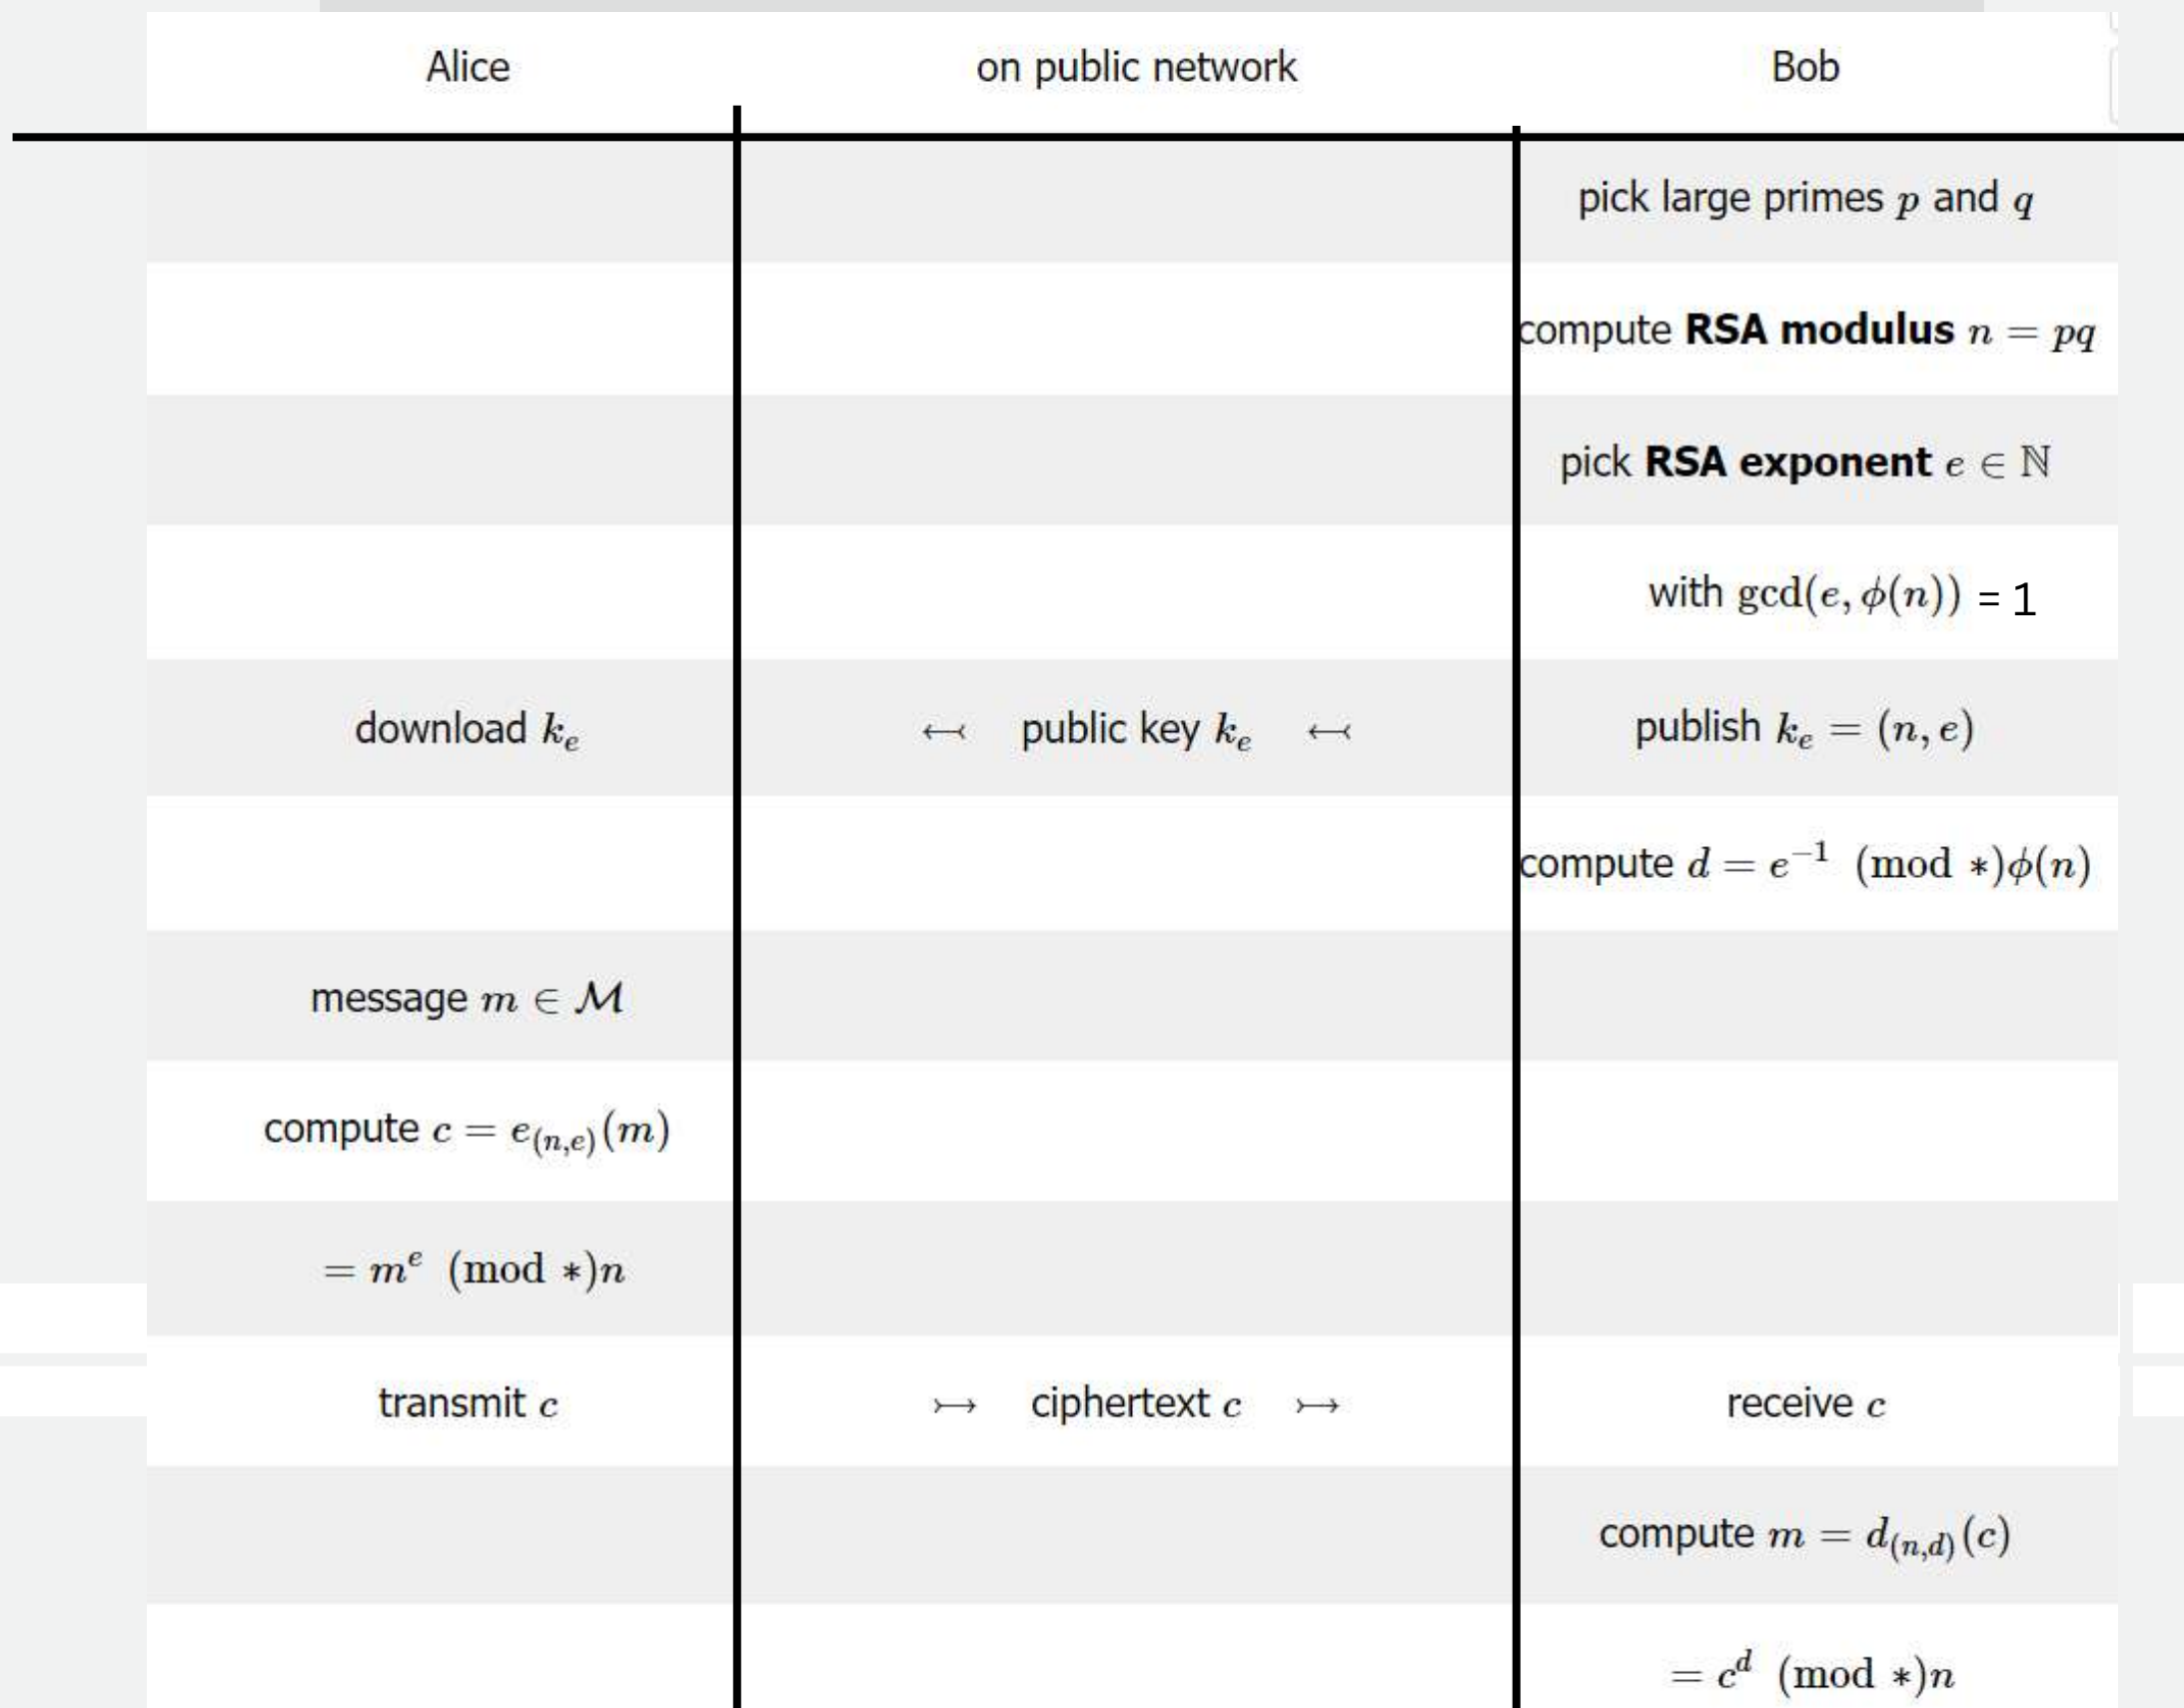 Alice on public network Bob
pick large primes p and q
compute RSA modulus n = pq
pick RSA exponent e ∈ ℕ
with gcd(e, ϕ(n)) = 1
download kₑ ↢ public key kₑ ↢ publish kₑ = (n, e)
compute d = e⁻¹ (mod *)ϕ(n)
message m ∈ ℳ
compute c = e₍ₙ,ₑ₎(m)
= mᵉ (mod *)n
transmit c ↣ ciphertext c ↣ receive c
compute m = d_(n,d)(c)
= cᵈ (mod *)n